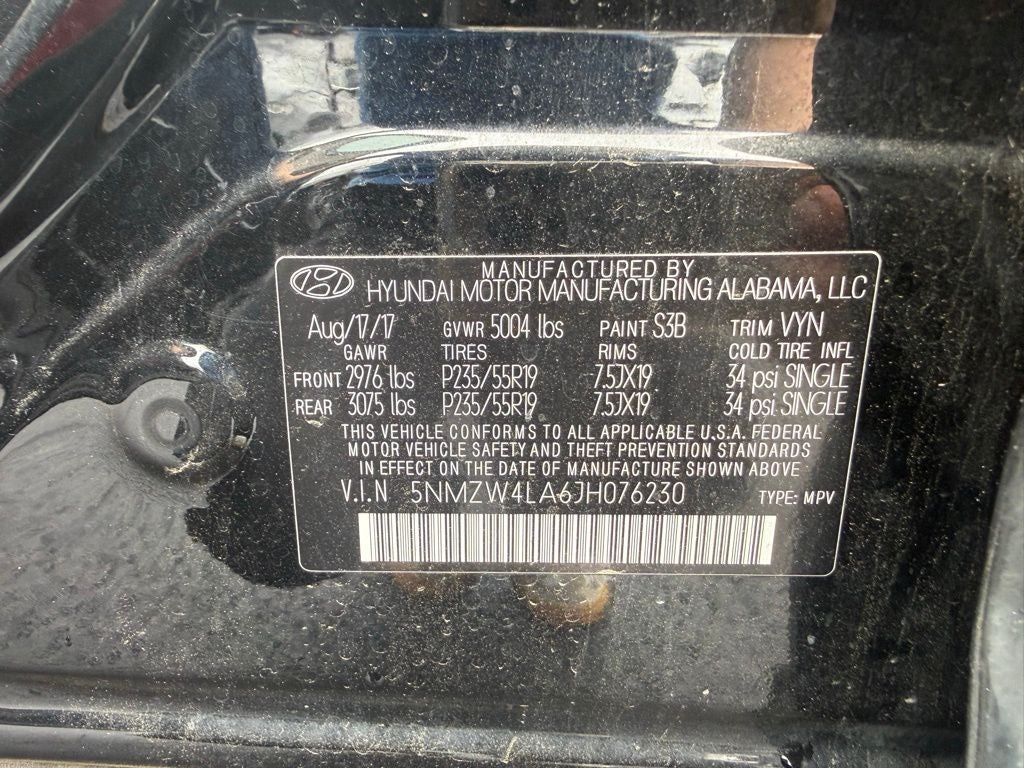 MANUFACTURED BY
HYUNDAI MOTOR MANUFACTURING ALABAMA, LLC
Aug/17/17 GVWR 5004 lbs PAINT S3B TRIM VYN
GAWR TIRES RIMS COLD TIRE INFL
FRONT 2976 lbs P235/55R19 7.5JX19 34 psi SINGLE
REAR 3075 lbs P235/55R19 7.5JX19 34 psi SINGLE
THIS VEHICLE CONFORMS TO ALL APPLICABLE U.S.A. FEDERAL
MOTOR VEHICLE SAFETY AND THEFT PREVENTION STANDARDS
IN EFFECT ON THE DATE OF MANUFACTURE SHOWN ABOVE
V.I.N 5NMZW4LA6JH076230 TYPE: MPV